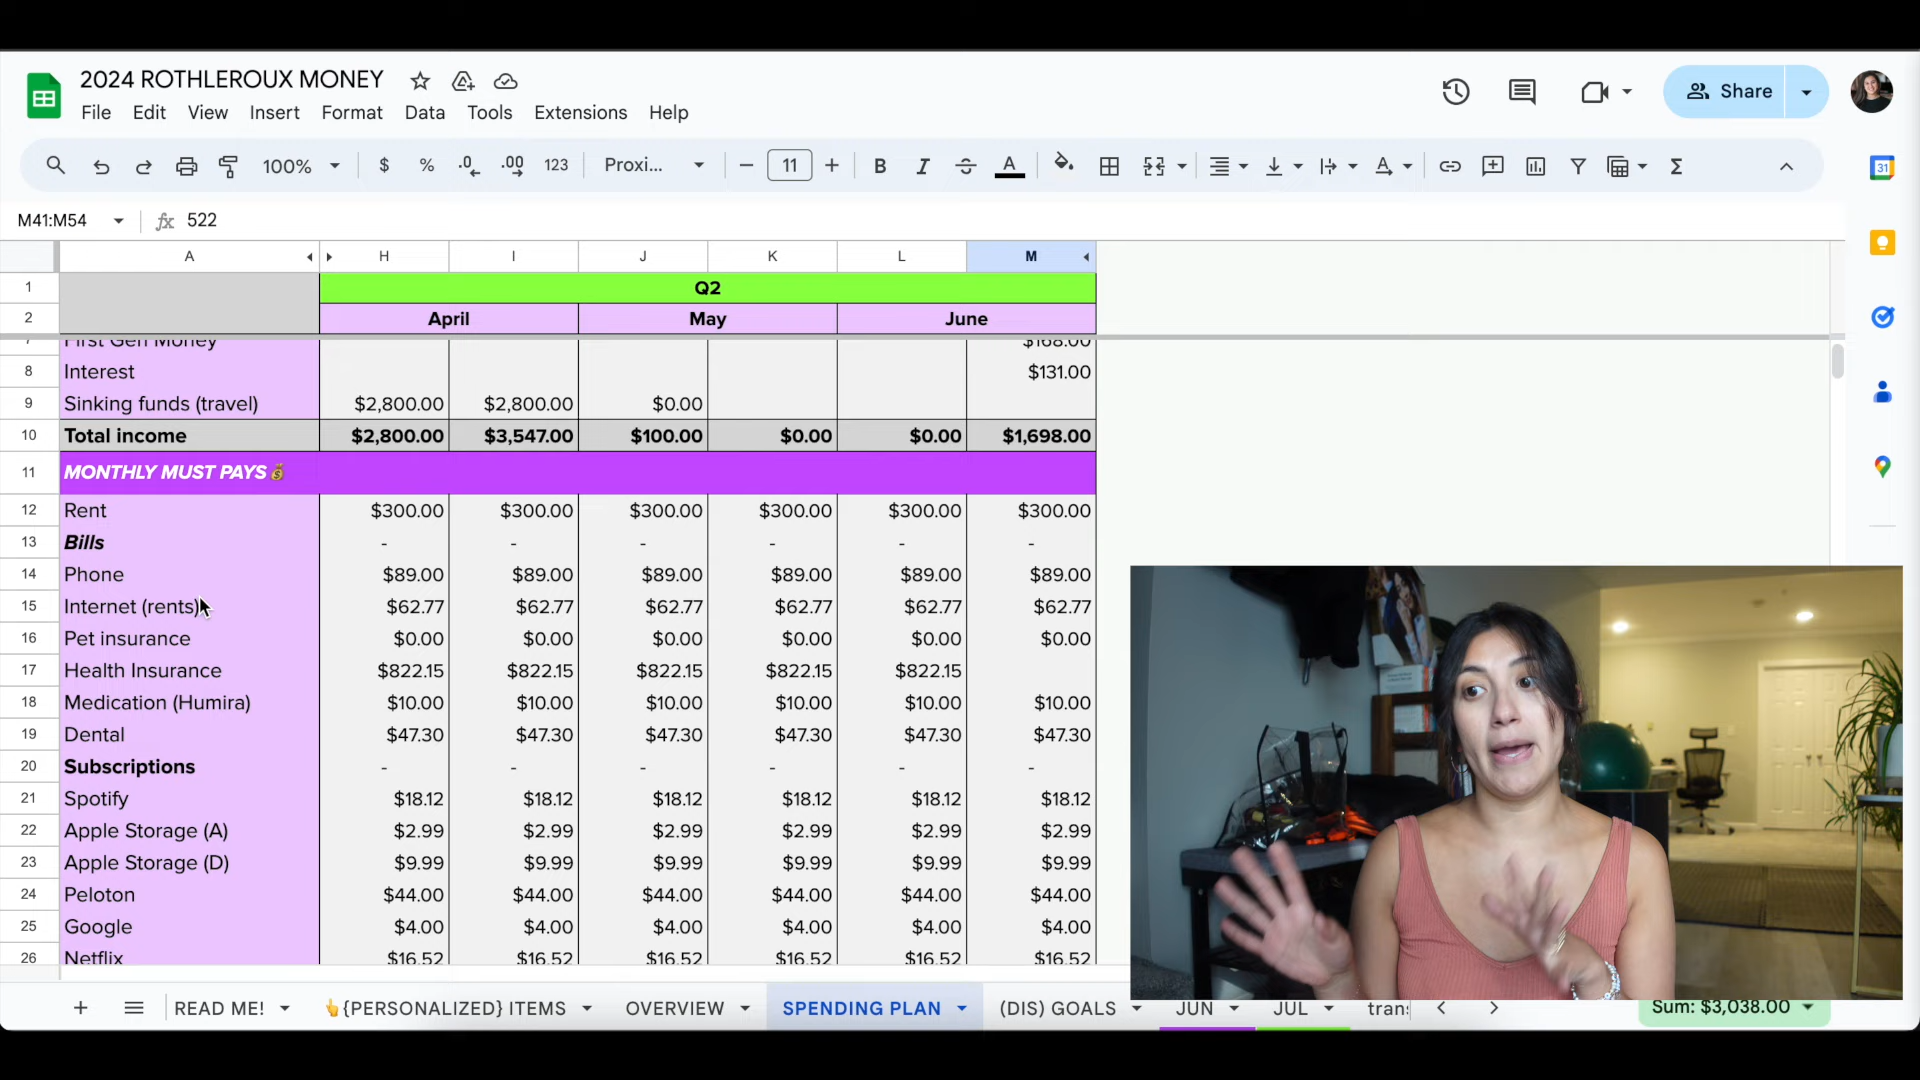 2024 ROTHLEROUX MONEY
File Edit View Insert Format Data Tools Extensions Help
Share
100% $ % .0 .00 123 Proxi... 11 B I A
31
M41:M54 fx 522
A H I J K L M
1 Q2
2 April May June
7 First Gen Money $168.00
8 Interest $131.00
9 Sinking funds (travel) $2,800.00 $2,800.00 $0.00
10 Total income $2,800.00 $3,547.00 $100.00 $0.00 $0.00 $1,698.00
11 MONTHLY MUST PAYS💰
12 Rent $300.00 $300.00 $300.00 $300.00 $300.00 $300.00
13 Bills - - - - - -
14 Phone $89.00 $89.00 $89.00 $89.00 $89.00 $89.00
15 Internet (rents) $62.77 $62.77 $62.77 $62.77 $62.77 $62.77
16 Pet insurance $0.00 $0.00 $0.00 $0.00 $0.00 $0.00
17 Health Insurance $822.15 $822.15 $822.15 $822.15 $822.15
18 Medication (Humira) $10.00 $10.00 $10.00 $10.00 $10.00 $10.00
19 Dental $47.30 $47.30 $47.30 $47.30 $47.30 $47.30
20 Subscriptions - - - - - -
21 Spotify $18.12 $18.12 $18.12 $18.12 $18.12 $18.12
22 Apple Storage (A) $2.99 $2.99 $2.99 $2.99 $2.99 $2.99
23 Apple Storage (D) $9.99 $9.99 $9.99 $9.99 $9.99 $9.99
24 Peloton $44.00 $44.00 $44.00 $44.00 $44.00 $44.00
25 Google $4.00 $4.00 $4.00 $4.00 $4.00 $4.00
26 Netflix $16.52 $16.52 $16.52 $16.52 $16.52 $16.52
READ ME! 👆{PERSONALIZED} ITEMS OVERVIEW SPENDING PLAN (DIS) GOALS JUN JUL trans Sum: $3,038.00